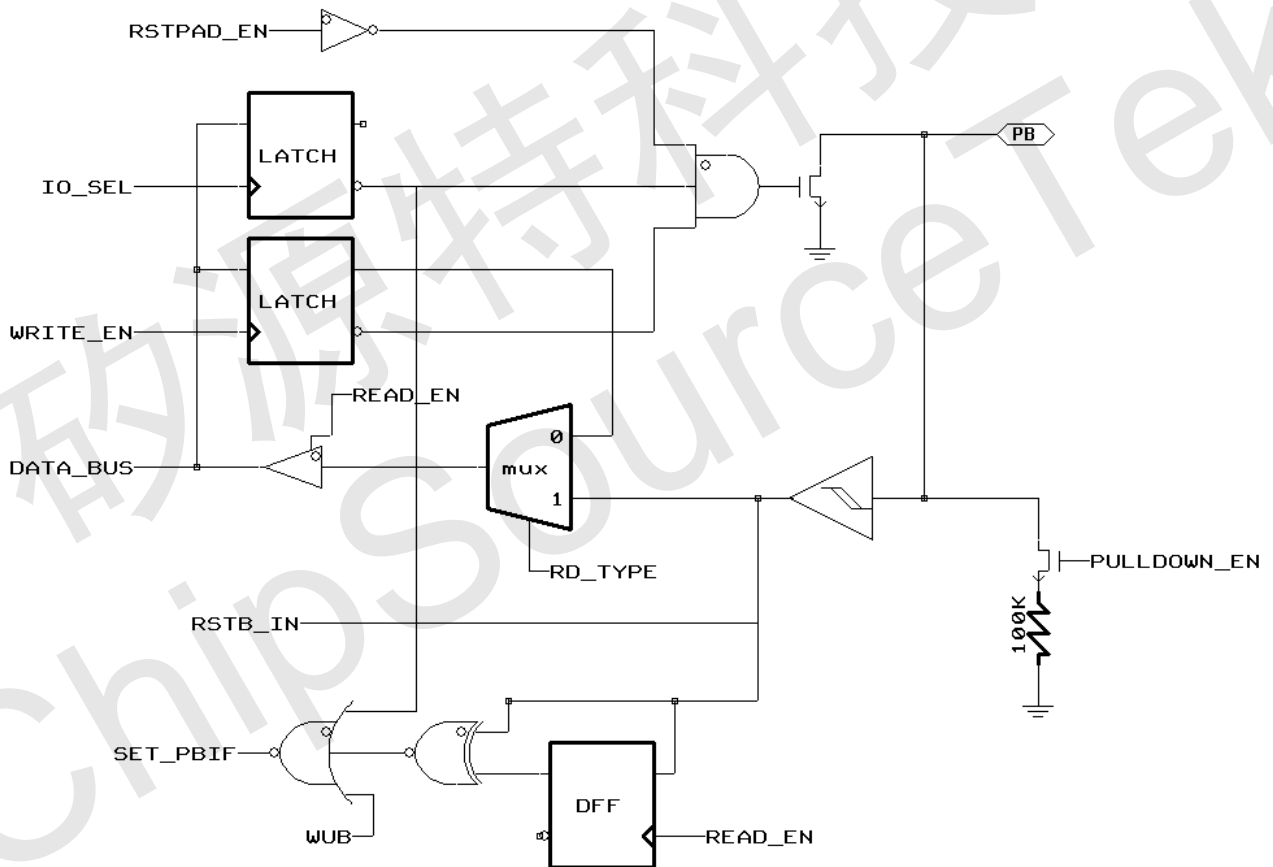 RSTPAD_EN
LATCH
IO_SEL
PB
LATCH
WRITE_EN
READ_EN
DATA_BUS
mux
0
1
RD_TYPE
PULLDOWN_EN
100K
RSTB_IN
SET_PBIF
WUB
DFF
READ_EN
矽源特科技
ChipSourceTek